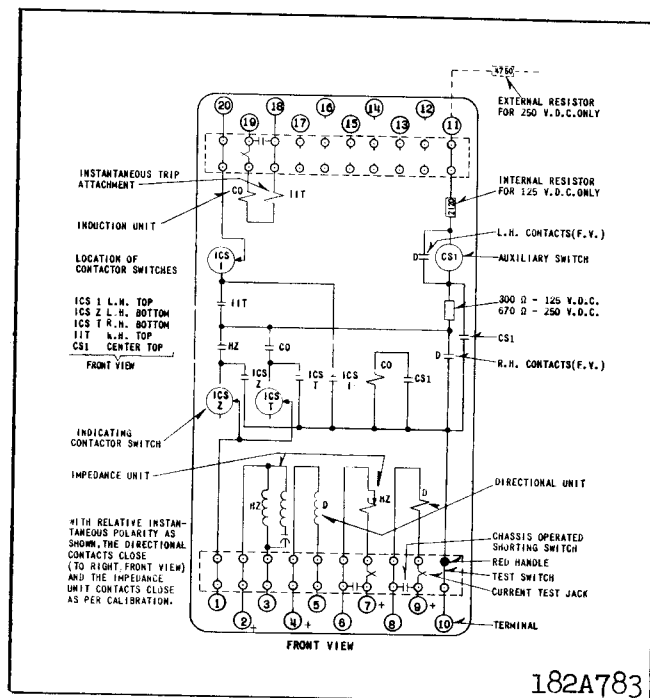 4750
EXTERNAL RESISTOR
FOR 250 V.D.C.ONLY
20
18
16
14
12
19
17
15
13
11
INSTANTANEOUS TRIP
ATTACHMENT
CO
IIT
INDUCTION UNIT
2120
INTERNAL RESISTOR
FOR 125 V.D.C.ONLY
L.H. CONTACTS(F.V.)
D
CS1
AUXILIARY SWITCH
LOCATION OF
CONTACTOR SWITCHES
ICS
I
ICS I L.H. TOP
ICS Z L.H. BOTTOM
ICS T R.H. BOTTOM
IIT R.H. TOP
CS1 CENTER TOP
FRONT VIEW
IIT
300 Ω - 125 V.D.C.
670 Ω - 250 V.D.C.
CS1
HZ
CO
D
R.H. CONTACTS(F.V.)
ICS
Z
ICS
T
ICS
I
CO
CS1
ICS
Z
ICS
T
INDICATING
CONTACTOR SWITCH
IMPEDANCE UNIT
DIRECTIONAL UNIT
HZ
D
HZ
D
WITH RELATIVE INSTAN-
TANEOUS POLARITY AS
SHOWN,THE DIRECTIONAL
CONTACTS CLOSE
(TO RIGHT,FRONT VIEW)
AND THE IMPEDANCE
UNIT CONTACTS CLOSE
AS PER CALIBRATION.
CHASSIS OPERATED
SHORTING SWITCH
RED HANDLE
TEST SWITCH
CURRENT TEST JACK
1
3
5
7 +
9 +
2 +
4 +
6
8
10
TERMINAL
FRONT VIEW
182A783